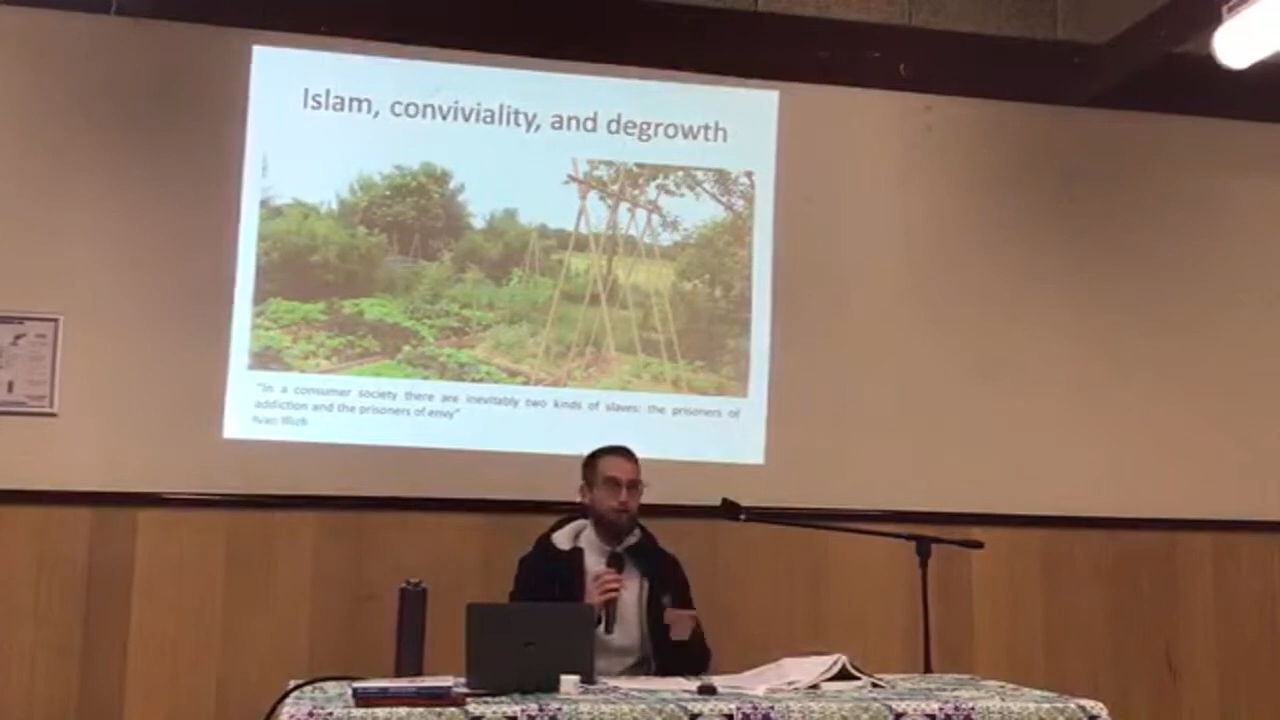 Islam, conviviality, and degrowth
"In a consumer society there are inevitably two kinds of slaves: the prisoners of
addiction and the prisoners of envy"
Ivan Illich